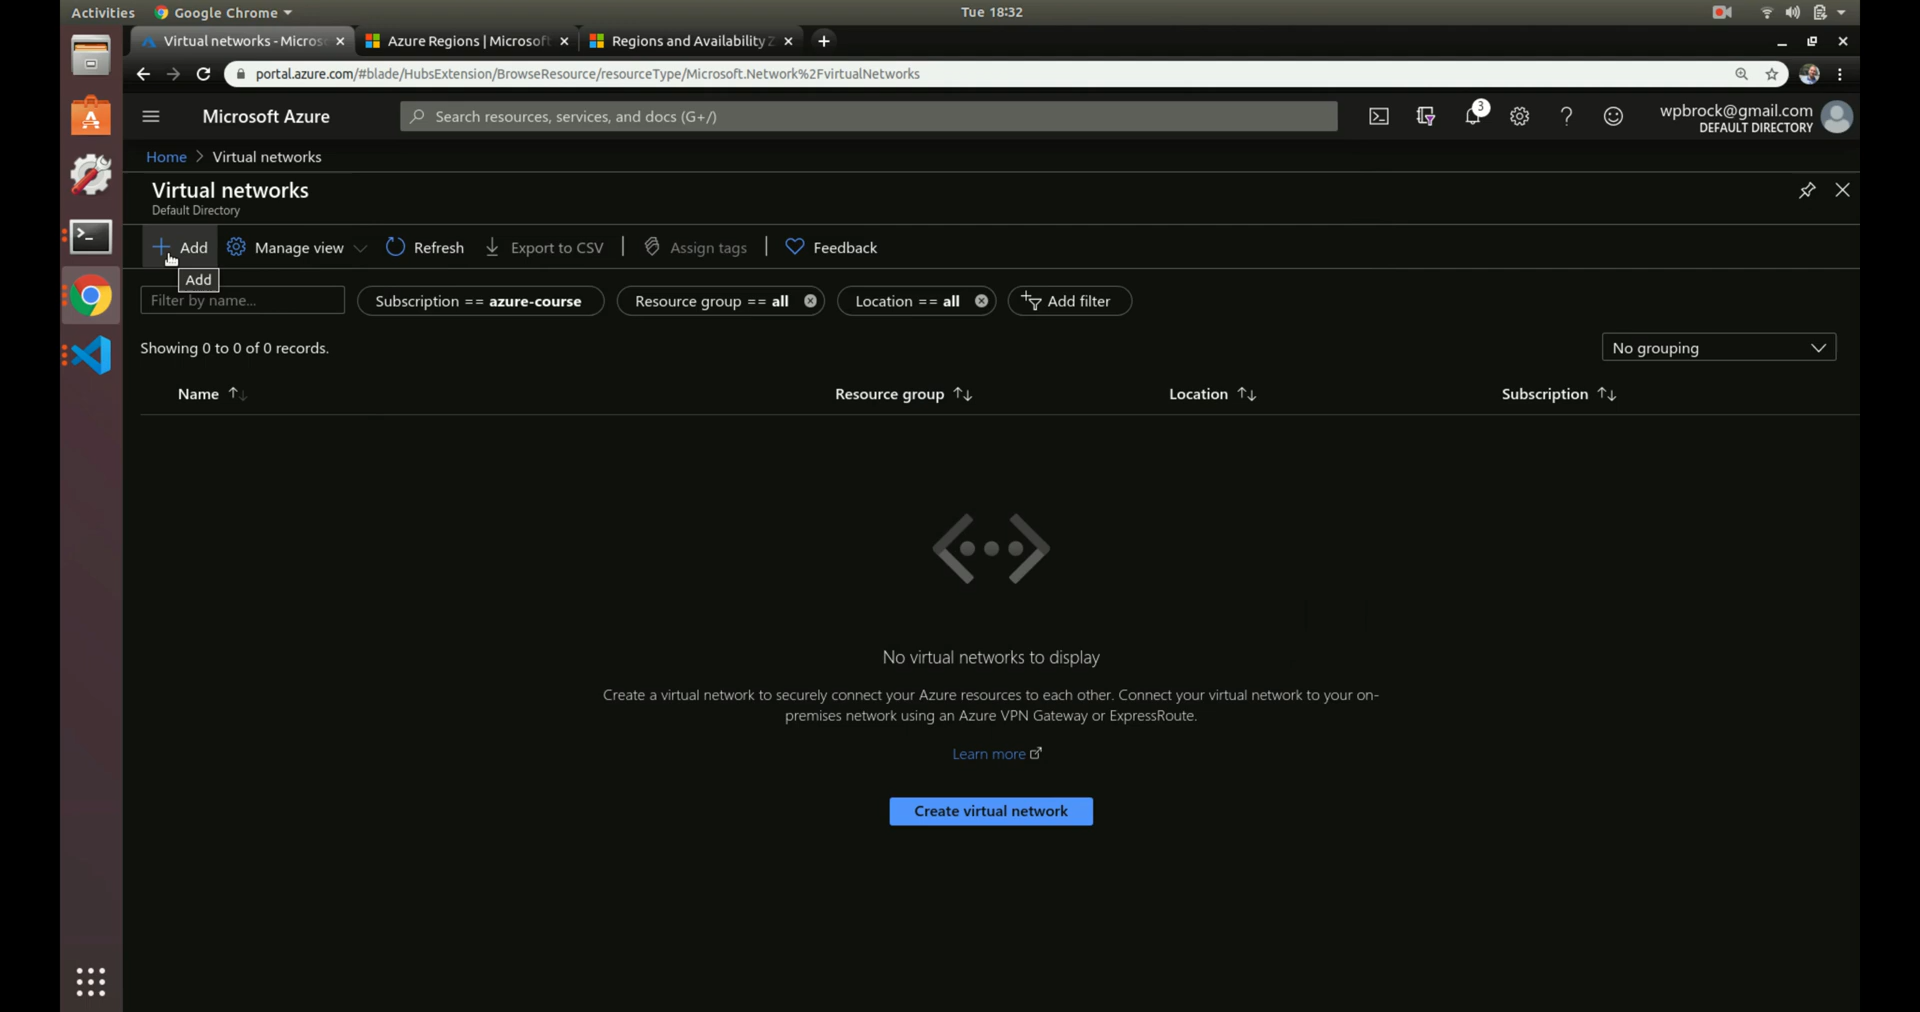 Activities
Google Chrome
Tue 18:32
Virtual networks - Micros
Azure Regions | Microsoft
Regions and Availability Z
portal.azure.com/#blade/HubsExtension/BrowseResource/resourceType/Microsoft.Network%2FvirtualNetworks
Microsoft Azure
Search resources, services, and docs (G+/)
3
wpbrock@gmail.com
DEFAULT DIRECTORY
Home > Virtual networks
Virtual networks
Default Directory
Add
Manage view
Refresh
Export to CSV
Assign tags
Feedback
Add
Filter by name...
Subscription == azure-course
Resource group == all
Location == all
Add filter
Showing 0 to 0 of 0 records.
No grouping
Name
Resource group
Location
Subscription
No virtual networks to display
Create a virtual network to securely connect your Azure resources to each other. Connect your virtual network to your on-
premises network using an Azure VPN Gateway or ExpressRoute.
Learn more
Create virtual network